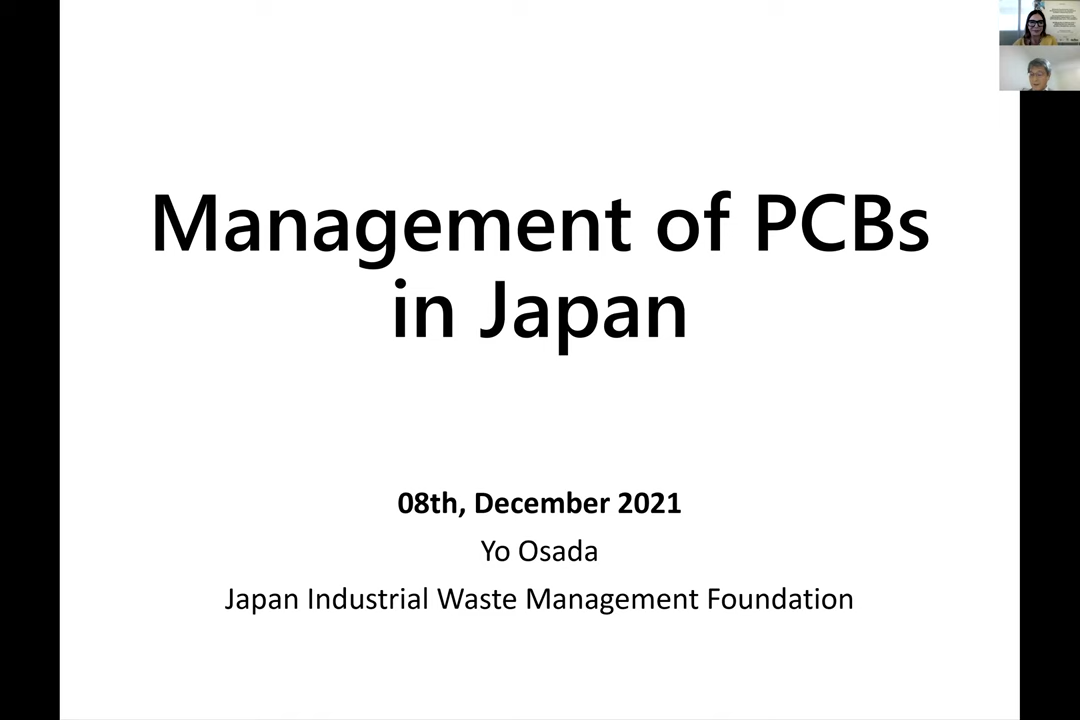 Management of PCBs
in Japan
08th, December 2021
Yo Osada
Japan Industrial Waste Management Foundation